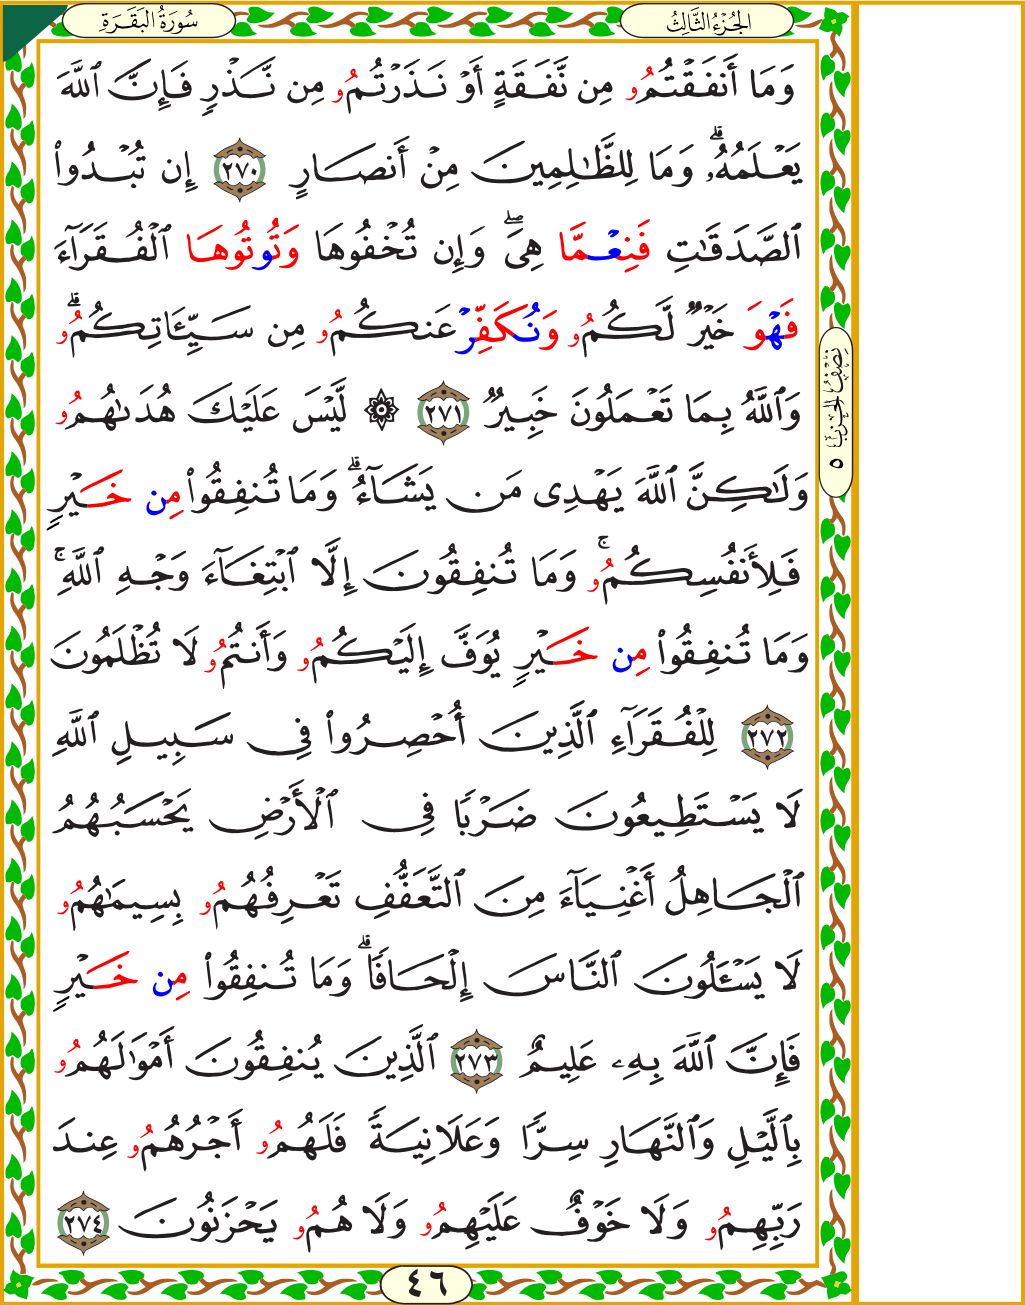 سُورَةُ البَقَرَةِ
الجُزْءُ الثَّالِثُ
وَمَا أَنفَقْتُمُۥ مِن نَّفَقَةٍ أَوْ نَذَرْتُمُۥ مِن نَّذْرٍ فَإِنَّ ٱللَّهَ
يَعْلَمُهُۥۗ وَمَا لِلظَّٰلِمِينَ مِنْ أَنصَارٍ ٢٧٠ إِن تُبْدُوا۟
ٱلصَّدَقَٰتِ فَنِعْمَّا هِىَۖ وَإِن تُخْفُوهَا وَتُوتُوهَا ٱلْفُقَرَآءَ
فَهْوَ خَيْرٌ لَّكُمُۥ وَنُكَفِّرْ عَنكُمُۥ مِن سَيِّـَٔاتِكُمُۥۗ
وَٱللَّهُ بِمَا تَعْمَلُونَ خَبِيرٌ ٢٧١ ۞ لَّيْسَ عَلَيْكَ هُدَىٰهُمُۥ
وَلَٰكِنَّ ٱللَّهَ يَهْدِى مَن يَشَآءُۗ وَمَا تُنفِقُوا۟ مِن خَيْرٍ
فَلِأَنفُسِكُمُۥۚ وَمَا تُنفِقُونَ إِلَّا ٱبْتِغَآءَ وَجْهِ ٱللَّهِۚ
وَمَا تُنفِقُوا۟ مِن خَيْرٍ يُوَفَّ إِلَيْكُمُۥ وَأَنتُمُۥ لَا تُظْلَمُونَ
٢٧٢ لِلْفُقَرَآءِ ٱلَّذِينَ أُحْصِرُوا۟ فِى سَبِيلِ ٱللَّهِ
لَا يَسْتَطِيعُونَ ضَرْبًا فِى ٱلْأَرْضِ يَحْسَبُهُمُ
ٱلْجَاهِلُ أَغْنِيَآءَ مِنَ ٱلتَّعَفُّفِ تَعْرِفُهُمُۥ بِسِيمَٰهُمُۥ
لَا يَسْـَٔلُونَ ٱلنَّاسَ إِلْحَافًاۗ وَمَا تُنفِقُوا۟ مِن خَيْرٍ
فَإِنَّ ٱللَّهَ بِهِۦ عَلِيمٌ ٢٧٣ ٱلَّذِينَ يُنفِقُونَ أَمْوَٰلَهُمُۥ
بِٱلَّيْلِ وَٱلنَّهَارِ سِرًّا وَعَلَانِيَةً فَلَهُمُۥ أَجْرُهُمُۥ عِندَ
رَبِّهِمُۥ وَلَا خَوْفٌ عَلَيْهِمُۥ وَلَا هُمُۥ يَحْزَنُونَ ٢٧٤
نِصْفُ الحِزْبِ ٥
٤٦